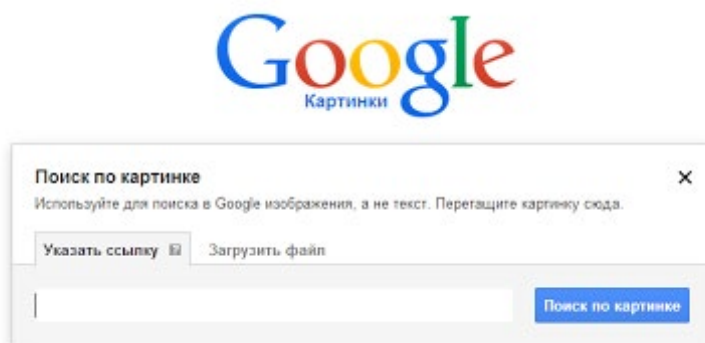 Google
Картинки
Поиск по картинке
Используйте для поиска в Google изображения, а не текст. Перетащите картинку сюда.
Указать ссылку Загрузить файл
Поиск по картинке